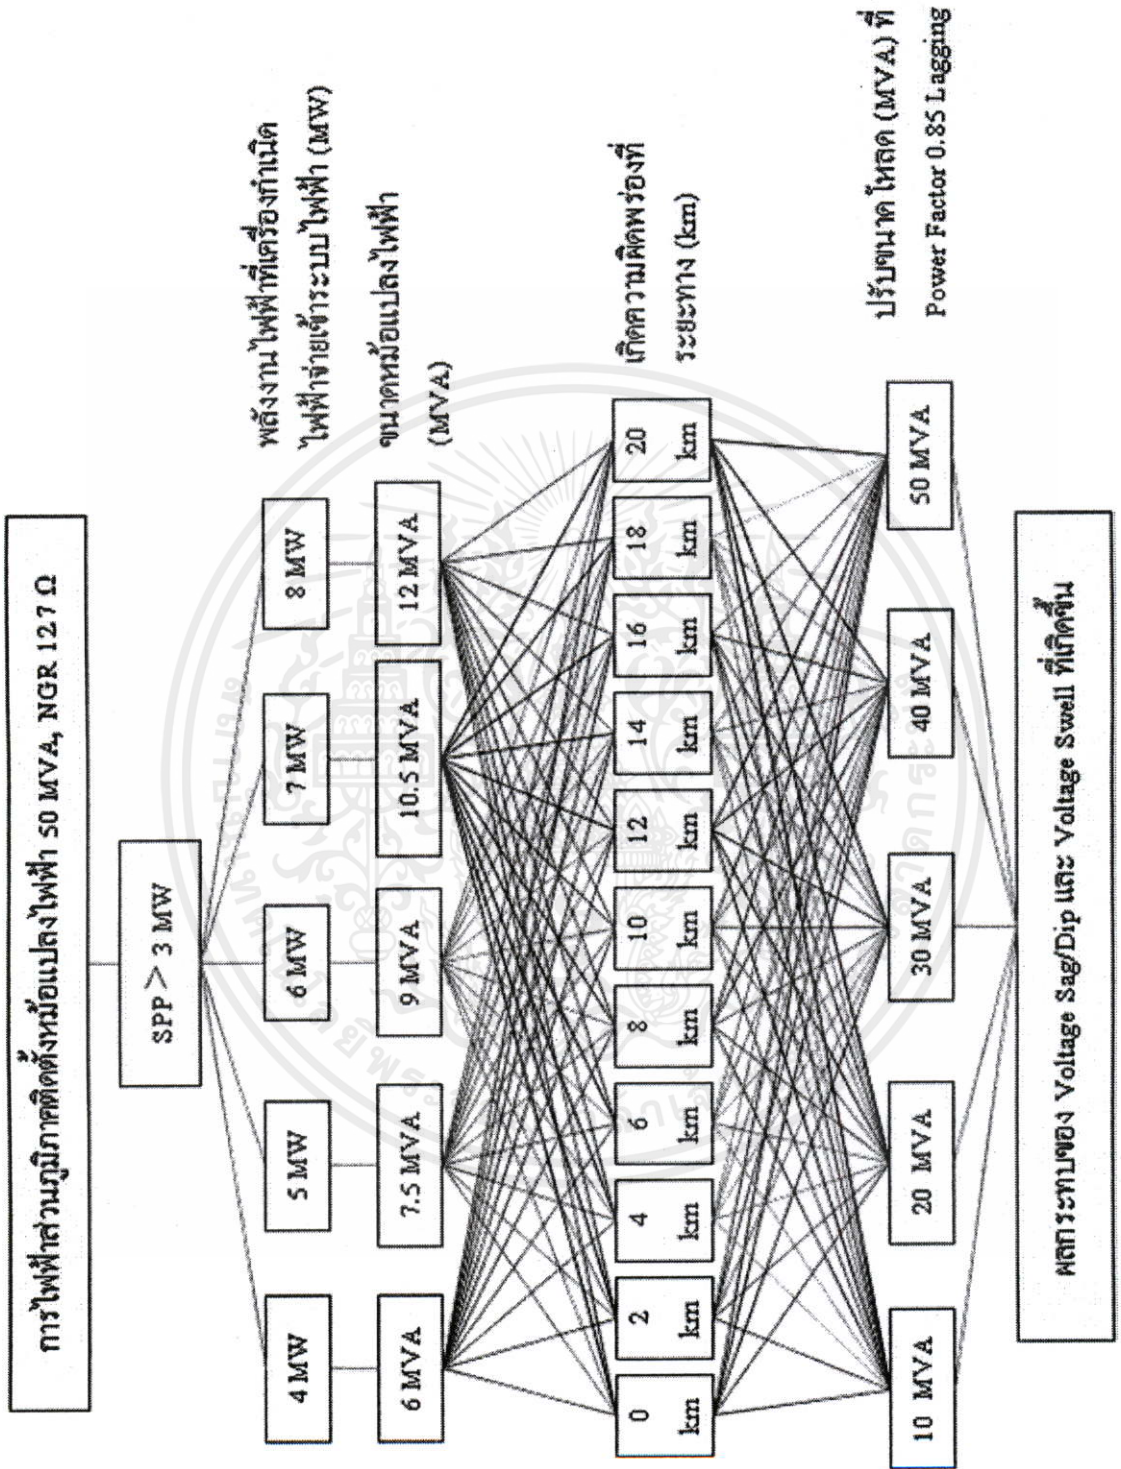 การไฟฟ้าส่วนภูมิภาคติดตั้งหม้อแปลงไฟฟ้า 50 MVA, NGR 12.7 Ω
SPP > 3 MW
4 MW
5 MW
6 MW
7 MW
8 MW
พลังงานไฟฟ้าที่เครื่องกำเนิด
ไฟฟ้าจ่ายเข้าระบบไฟฟ้า (MW)
6 MVA
7.5 MVA
9 MVA
10.5 MVA
12 MVA
ขนาดหม้อแปลงไฟฟ้า
(MVA)
0
km
2
km
4
km
6
km
8
km
10
km
12
km
14
km
16
km
18
km
20
km
เกิดความผิดพร่องที่
ระยะทาง (km)
10 MVA
20 MVA
30 MVA
40 MVA
50 MVA
ปรับขนาดโหลด (MVA) ที่
Power Factor 0.85 Lagging
ผลกระทบของ Voltage Sag/Dip และ Voltage Swell ที่เกิดขึ้น